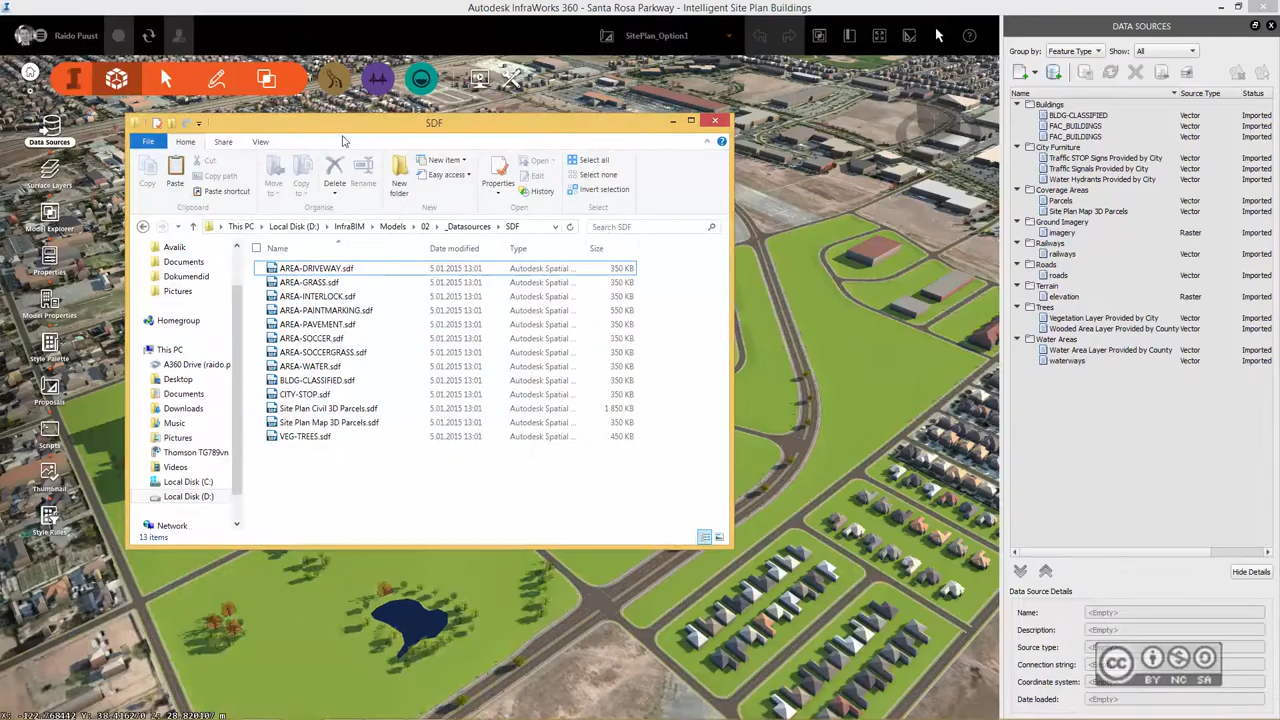 Autodesk InfraWorks 360 - Santa Rosa Parkway - Intelligent Site Plan Buildings
Raido Puust
SitePlan_Option1
Data Sources
Surface Layers
Model Explorer
Properties
Model Properties
Style Palette
Proposals
Scripts
Thumbnail
Style Rules
SDF
File Home Share View
Copy Paste Cut Copy path Paste shortcut
Move to Copy to Delete Rename
New folder New item Easy access
Properties Open Edit History
Select all Select none Invert selection
Clipboard Organise New Open Select
This PC Local Disk (D:) InfraBIM Models 02 _Datasources SDF Search SDF
Avalik
Documents
Dokumendid
Pictures
Homegroup
This PC
A360 Drive (raido.p
Desktop
Documents
Downloads
Music
Pictures
Thomson TG789vn
Videos
Local Disk (C:)
Local Disk (D:)
Network
Name Date modified Type Size
AREA-DRIVEWAY.sdf 5.01.2015 13:01 Autodesk Spatial ... 350 KB
AREA-GRASS.sdf 5.01.2015 13:01 Autodesk Spatial ... 350 KB
AREA-INTERLOCK.sdf 5.01.2015 13:01 Autodesk Spatial ... 350 KB
AREA-PAINTMARKING.sdf 5.01.2015 13:01 Autodesk Spatial ... 550 KB
AREA-PAVEMENT.sdf 5.01.2015 13:01 Autodesk Spatial ... 350 KB
AREA-SOCCER.sdf 5.01.2015 13:01 Autodesk Spatial ... 350 KB
AREA-SOCCERGRASS.sdf 5.01.2015 13:01 Autodesk Spatial ... 350 KB
AREA-WATER.sdf 5.01.2015 13:01 Autodesk Spatial ... 350 KB
BLDG-CLASSIFIED.sdf 5.01.2015 13:01 Autodesk Spatial ... 350 KB
CITY-STOP.sdf 5.01.2015 13:01 Autodesk Spatial ... 350 KB
Site Plan Civil 3D Parcels.sdf 5.01.2015 13:01 Autodesk Spatial ... 1 850 KB
Site Plan Map 3D Parcels.sdf 5.01.2015 13:01 Autodesk Spatial ... 350 KB
VEG-TREES.sdf 5.01.2015 13:01 Autodesk Spatial ... 450 KB
13 items
DATA SOURCES
Group by: Feature Type Show: All
Name Source Type Status
Buildings
BLDG-CLASSIFIED Vector Imported
FAC_BUILDINGS Vector Imported
FAC_BUILDINGS Vector Imported
City Furniture
Traffic STOP Signs Provided by City Vector Imported
Traffic Signals Provided by City Vector Imported
Water Hydrants Provided by City Vector Imported
Coverage Areas
Parcels Vector Imported
Site Plan Map 3D Parcels Vector Imported
Ground Imagery
imagery Raster Imported
Railways
railways Vector Imported
Roads
roads Vector Imported
Terrain
elevation Raster Imported
Trees
Vegetation Layer Provided by County Vector Imported
Wooded Area Layer Provided by County Vector Imported
Water Areas
Water Area Layer Provided by County Vector Imported
waterways Vector Imported
Hide Details
Data Source Details
Name: <Empty>
Description: <Empty>
Source type: <Empty>
Connection string: <Empty>
Coordinate system: <Empty>
Date loaded: <Empty>
cc BY NC SA